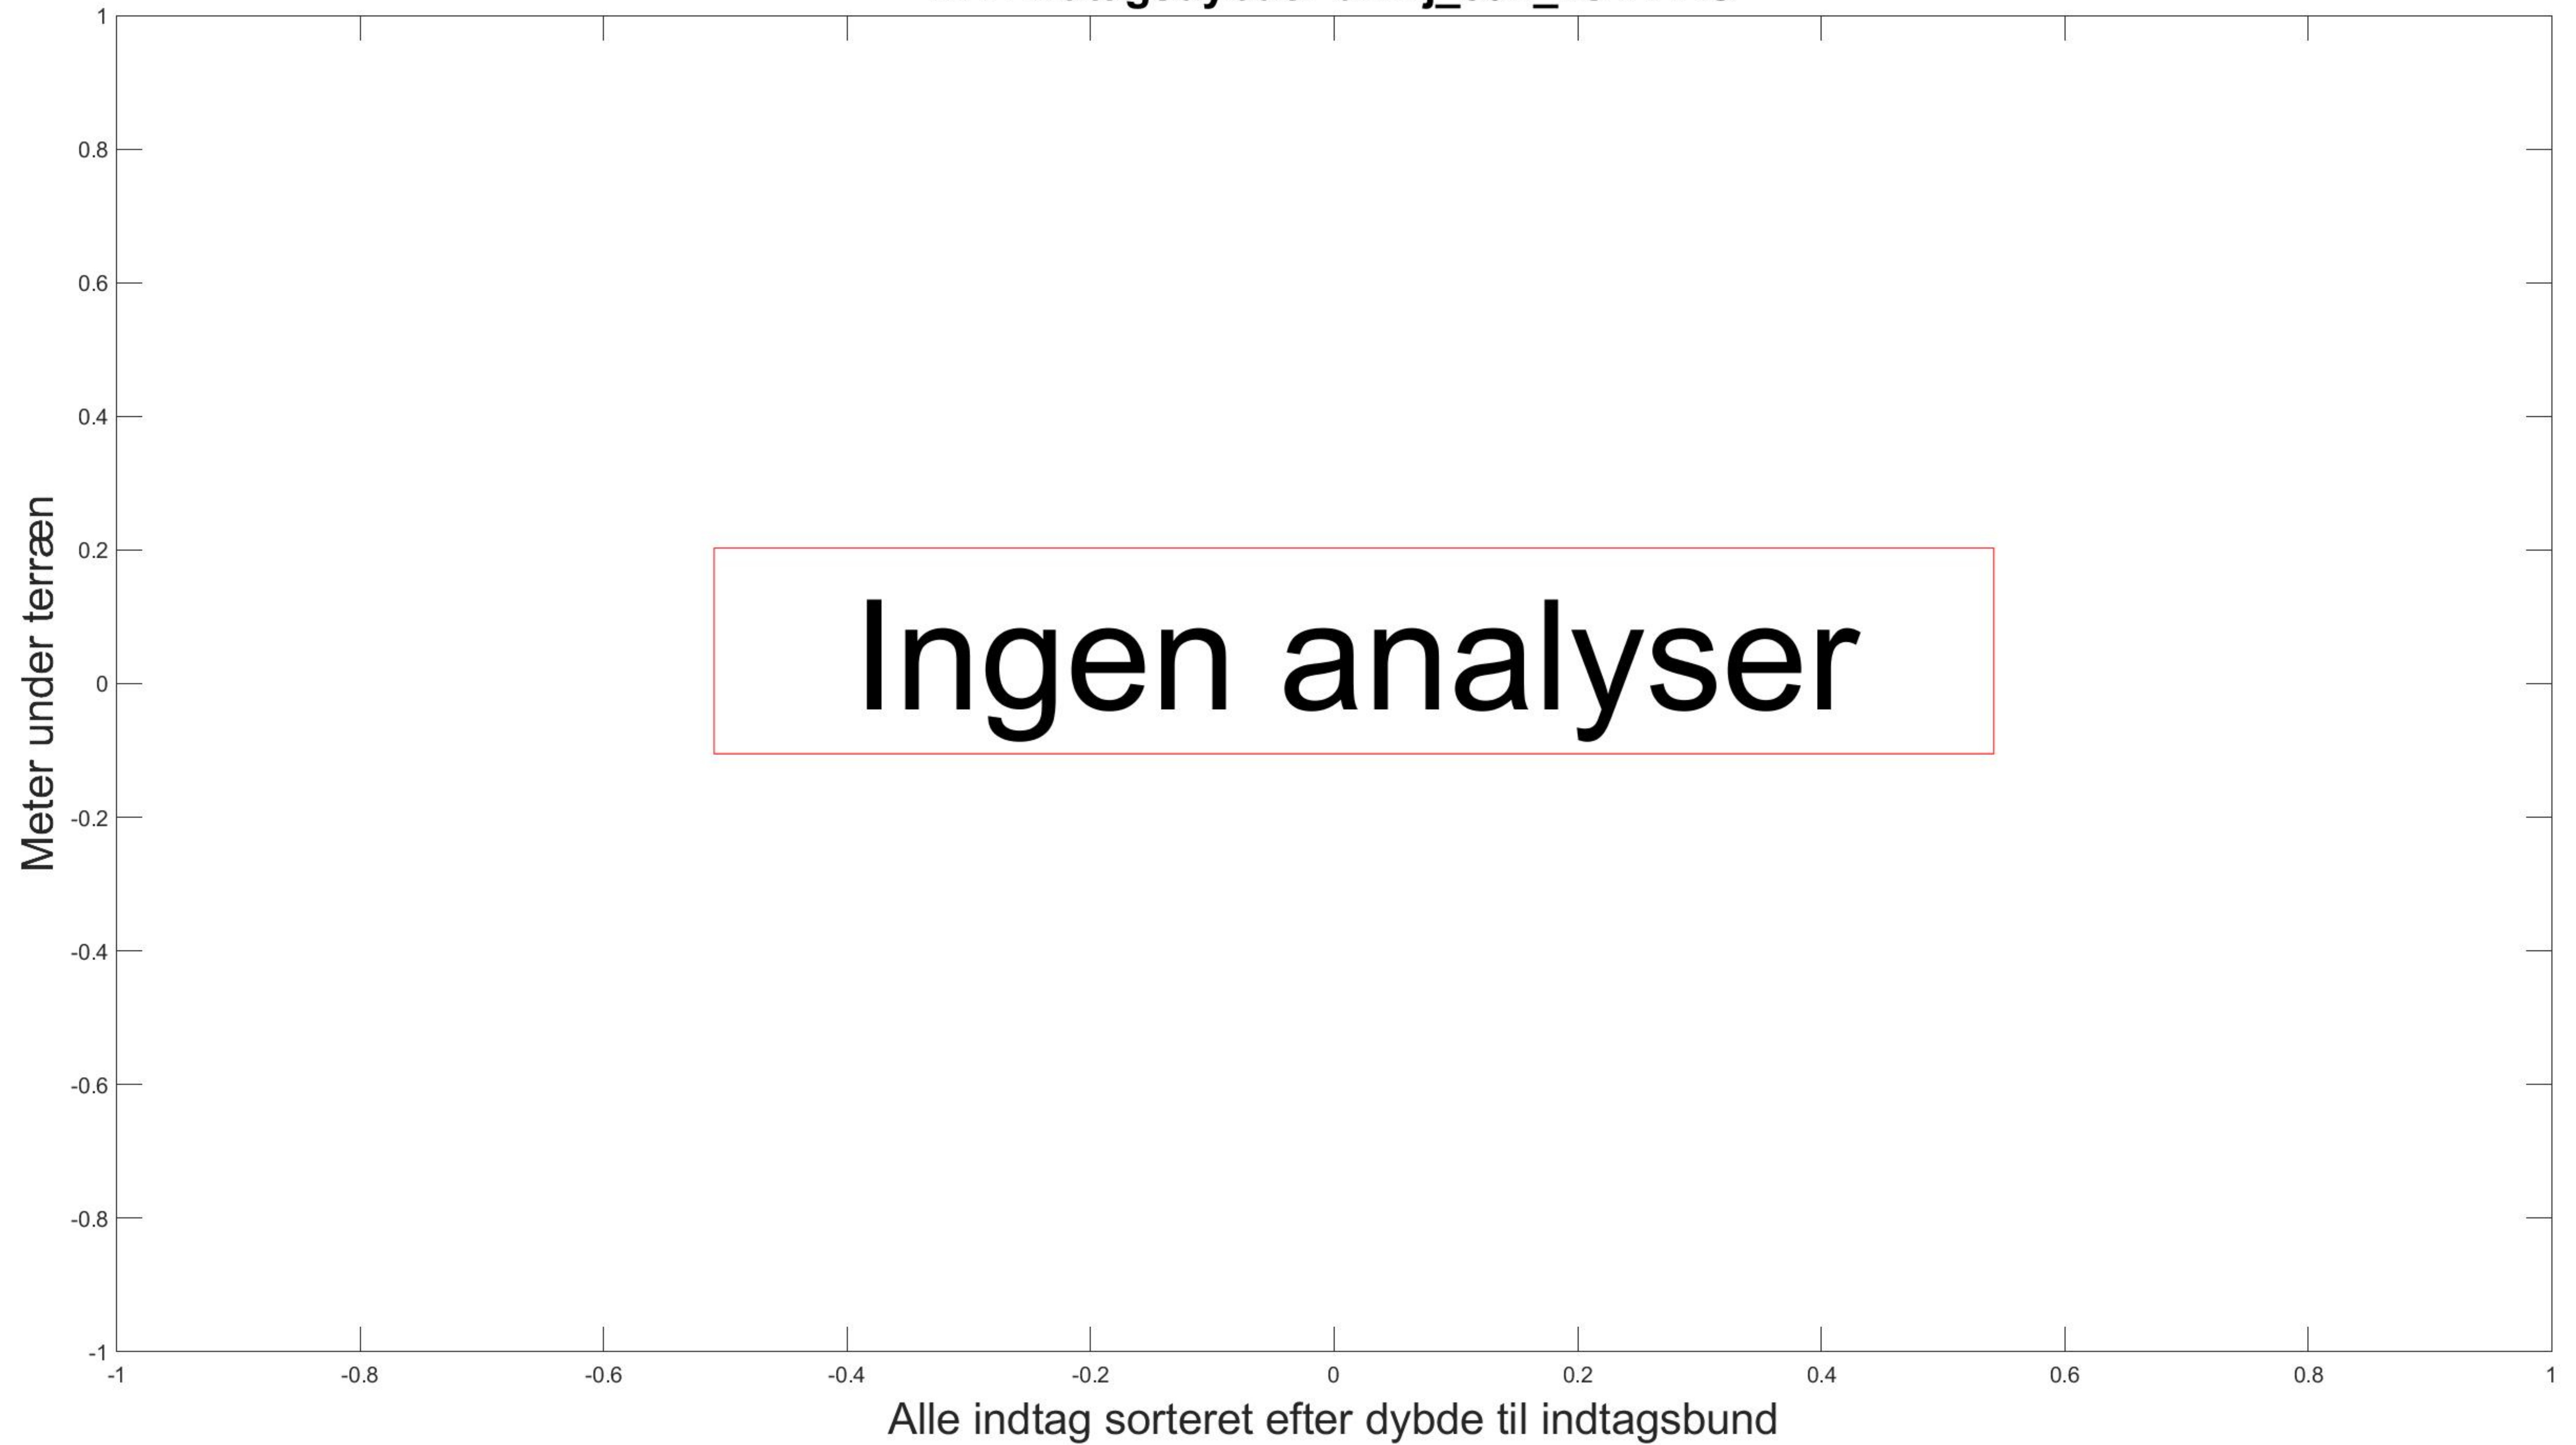 1
0.8
0.6
0.4
0.2
0
-0.2
-0.4
-0.6
-0.8
-1
Meter under terræn
Ingen analyser
-1 -0.8 -0.6 -0.4 -0.2 0 0.2 0.4 0.6 0.8 1
Alle indtag sorteret efter dybde til indtagsbund